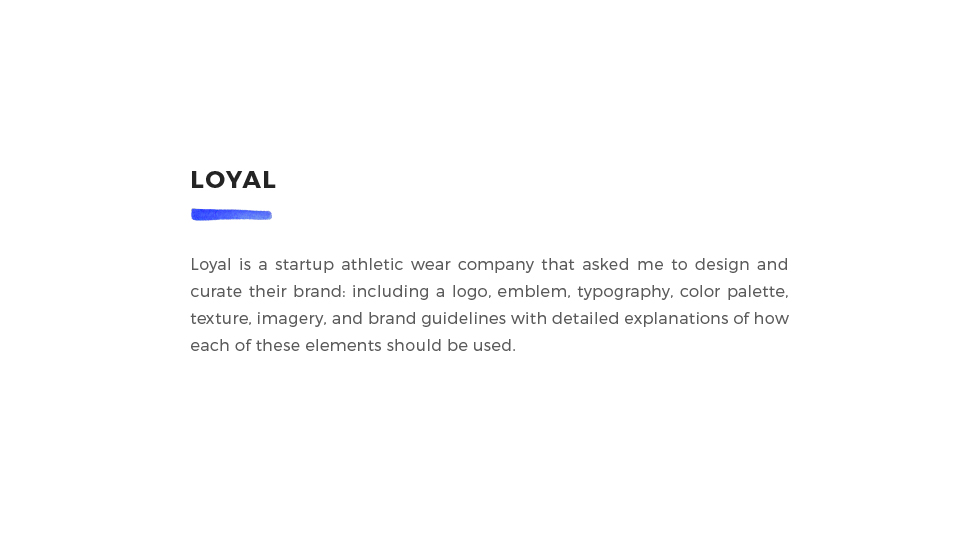 LOYAL
Loyal is a startup athletic wear company that asked me to design and
curate their brand: including a logo, emblem, typography, color palette,
texture, imagery, and brand guidelines with detailed explanations of how
each of these elements should be used.